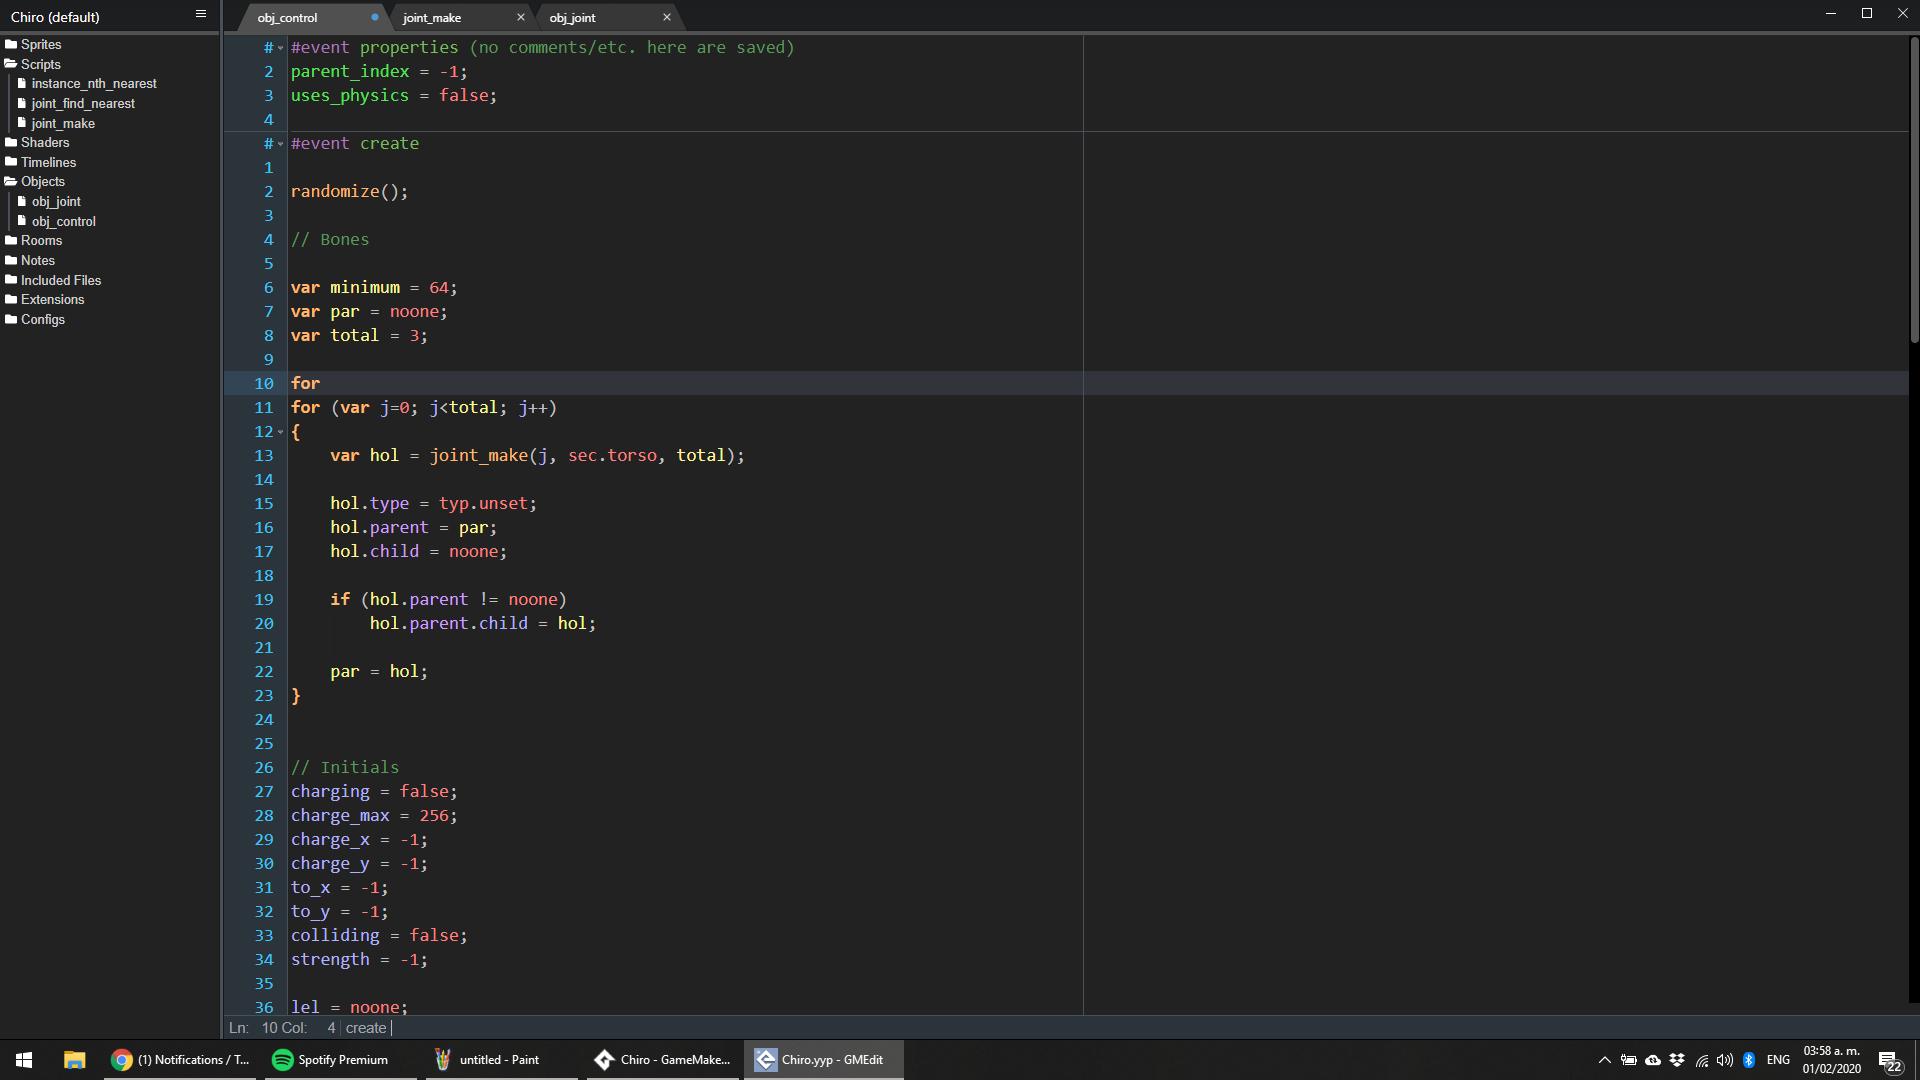 Chiro (default)
Sprites
Scripts
instance_nth_nearest
joint_find_nearest
joint_make
Shaders
Timelines
Objects
obj_joint
obj_control
Rooms
Notes
Included Files
Extensions
Configs
obj_control joint_make obj_joint
# #event properties (no comments/etc. here are saved)
2 parent_index = -1;
3 uses_physics = false;
4
# #event create
1
2 randomize();
3
4 // Bones
5
6 var minimum = 64;
7 var par = noone;
8 var total = 3;
9
10 for
11 for (var j=0; j<total; j++)
12 {
13 var hol = joint_make(j, sec.torso, total);
14
15 hol.type = typ.unset;
16 hol.parent = par;
17 hol.child = noone;
18
19 if (hol.parent != noone)
20 hol.parent.child = hol;
21
22 par = hol;
23 }
24
25
26 // Initials
27 charging = false;
28 charge_max = 256;
29 charge_x = -1;
30 charge_y = -1;
31 to_x = -1;
32 to_y = -1;
33 colliding = false;
34 strength = -1;
35
36 lel = noone;
Ln: 10 Col: 4 create
(1) Notifications / T... Spotify Premium untitled - Paint Chiro - GameMake... Chiro.yyp - GMEdit ENG 03:58 a. m.
01/02/2020 22